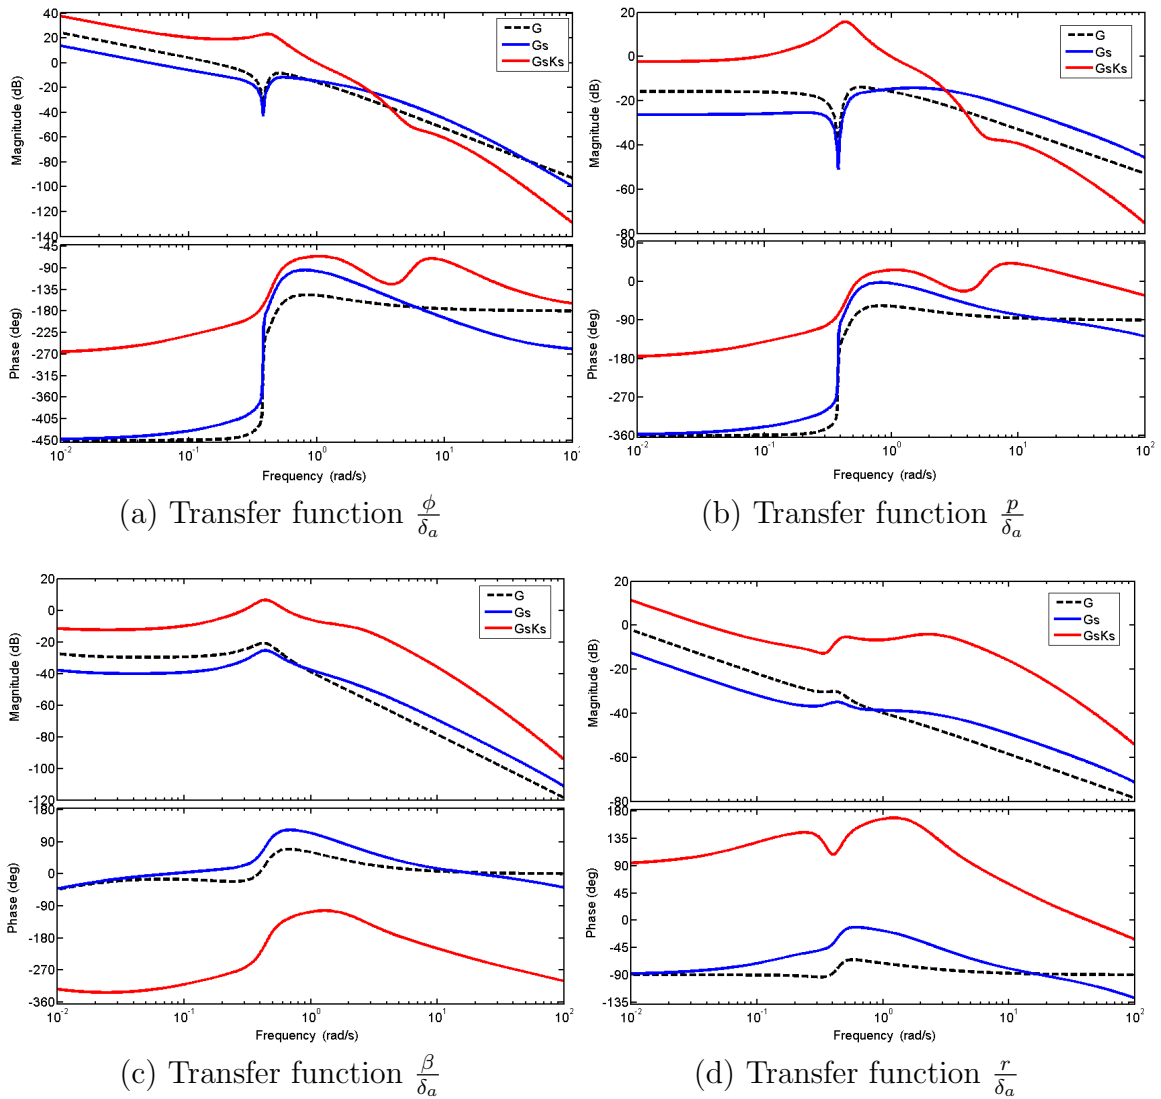 40
20
0
-20
-40
-60
-80
-100
-120
-140
Magnitude (dB)
G
Gs
GsKs
-45
-90
-135
-180
-225
-270
-315
-360
-405
-450
Phase (deg)
10^-2 10^-1 10^0 10^1 10^
Frequency (rad/s)
(a) Transfer function ϕ/δ_a
20
0
-20
-40
-60
-80
Magnitude (dB)
G
Gs
GsKs
90
0
-90
-180
-270
-360
Phase (deg)
10^-2 10^-1 10^0 10^1 10^2
Frequency (rad/s)
(b) Transfer function p/δ_a
20
0
-20
-40
-60
-80
-100
-120
Magnitude (dB)
G
Gs
GsKs
180
90
0
-90
-180
-270
-360
Phase (deg)
10^-2 10^-1 10^0 10^1 10^2
Frequency (rad/s)
(c) Transfer function β/δ_a
20
0
-20
-40
-60
-80
Magnitude (dB)
G
Gs
GsKs
180
135
90
45
0
-45
-90
-135
Phase (deg)
10^-2 10^-1 10^0 10^1 10^2
Frequency (rad/s)
(d) Transfer function r/δ_a